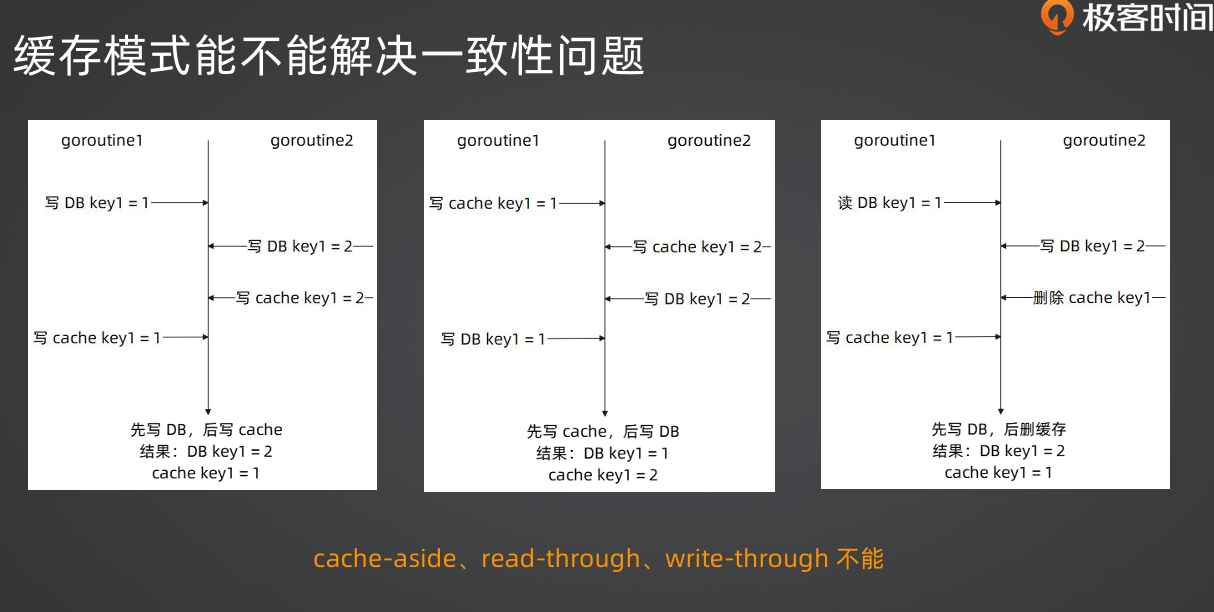 极客时间
缓存模式能不能解决一致性问题
goroutine1
goroutine2
写 DB key1 = 1
写 DB key1 = 2
写 cache key1 = 2
写 cache key1 = 1
先写 DB，后写 cache
结果：DB key1 = 2
cache key1 = 1
goroutine1
goroutine2
写 cache key1 = 1
写 cache key1 = 2
写 DB key1 = 2
写 DB key1 = 1
先写 cache，后写 DB
结果：DB key1 = 1
cache key1 = 2
goroutine1
goroutine2
读 DB key1 = 1
写 DB key1 = 2
删除 cache key1
写 cache key1 = 1
先写 DB，后删缓存
结果：DB key1 = 2
cache key1 = 1
cache-aside、read-through、write-through 不能